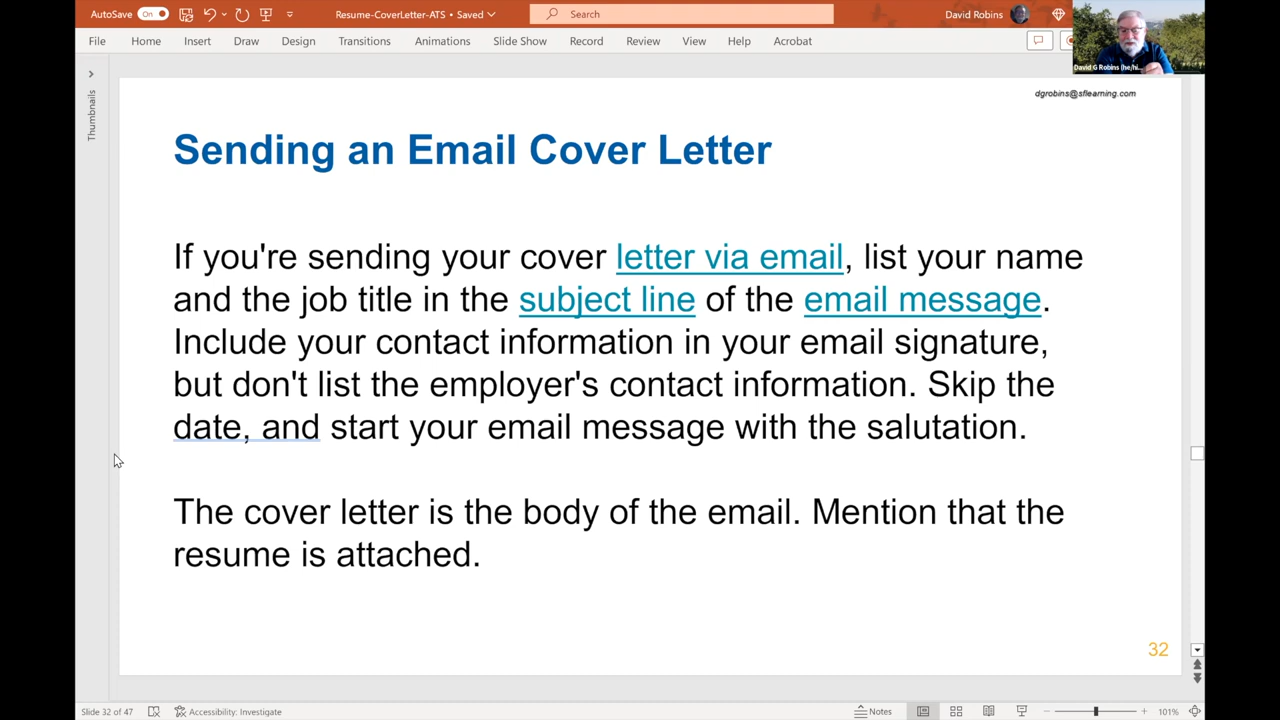 AutoSave On Resume-CoverLetter-ATS • Saved Search David Robins
File Home Insert Draw Design Transitions Animations Slide Show Record Review View Help Acrobat
David G Robins (he/hi...
Thumbnails
dgrobins@sflearning.com
Sending an Email Cover Letter
If you're sending your cover letter via email, list your name
and the job title in the subject line of the email message.
Include your contact information in your email signature,
but don't list the employer's contact information. Skip the
date, and start your email message with the salutation.
The cover letter is the body of the email. Mention that the
resume is attached.
32
Slide 32 of 47 Accessibility: Investigate Notes 101%